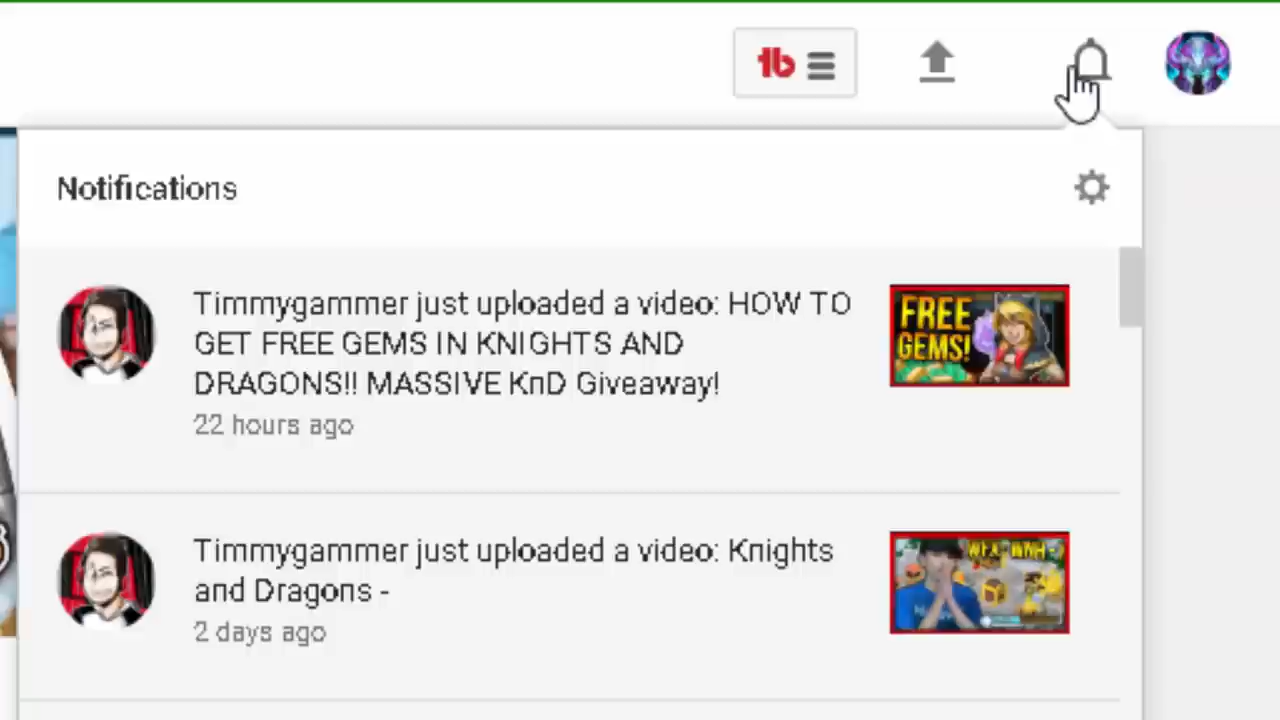 tb
Notifications
Timmygammer just uploaded a video: HOW TO
GET FREE GEMS IN KNIGHTS AND
DRAGONS!! MASSIVE KnD Giveaway!
22 hours ago
FREE
GEMS!
Timmygammer just uploaded a video: Knights
and Dragons -
2 days ago